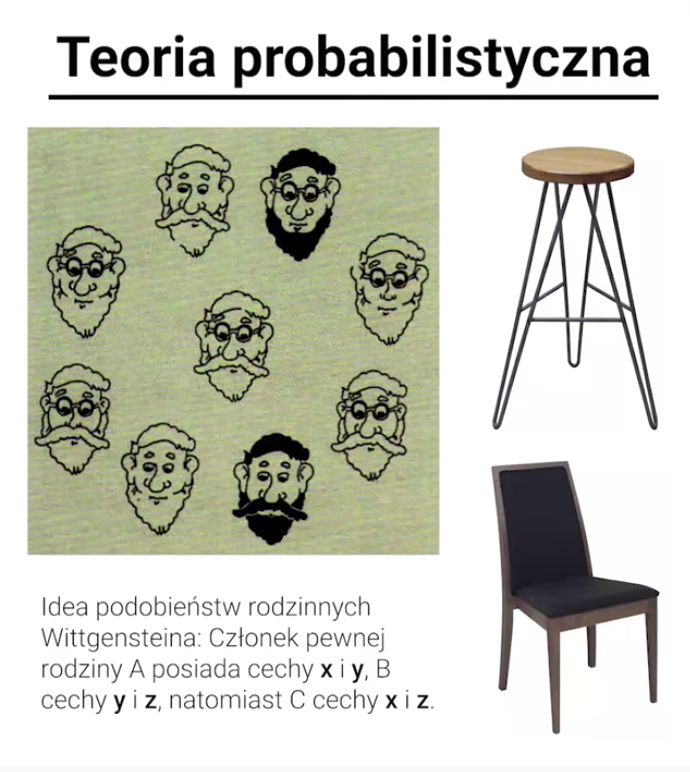 Teoria probabilistyczna
Idea podobieństw rodzinnych
Wittgensteina: Członek pewnej
rodziny A posiada cechy x i y, B
cechy y i z, natomiast C cechy x i z.